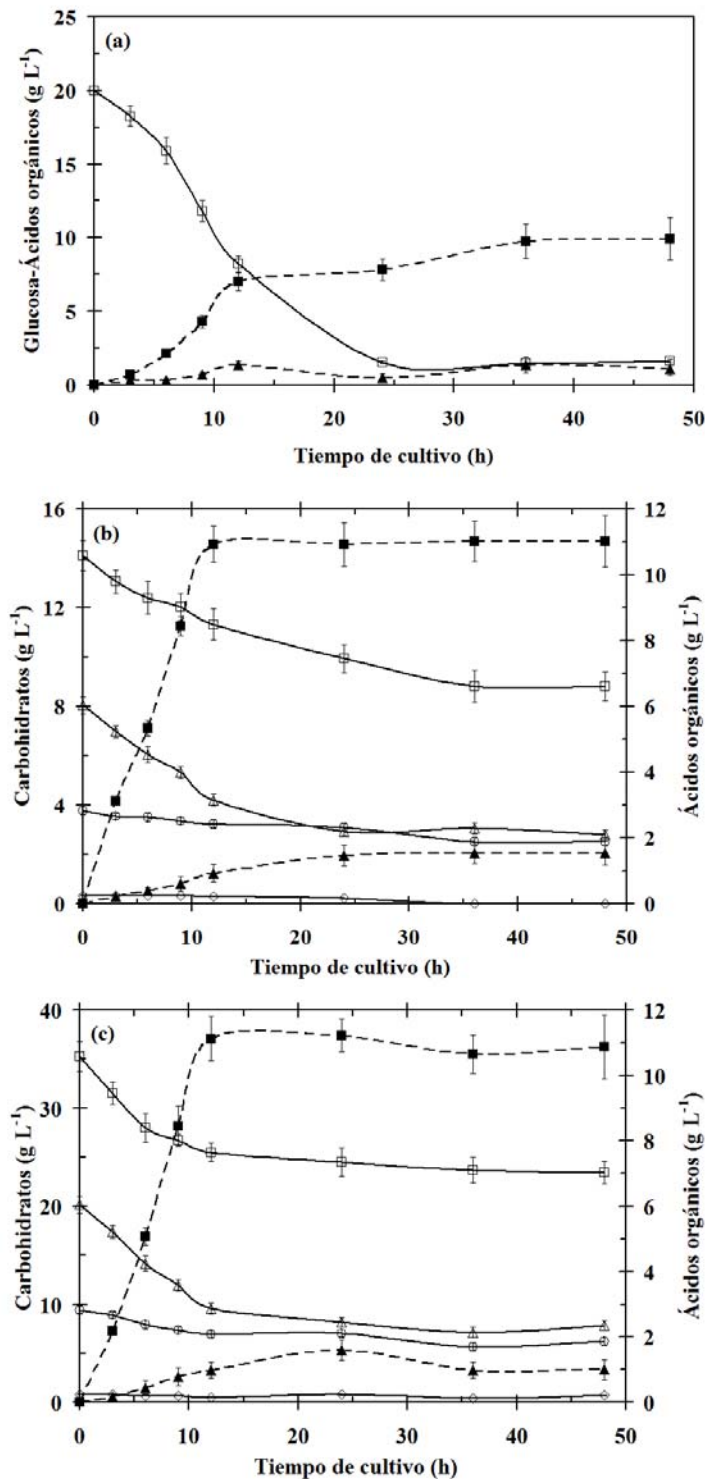 (a)
Glucosa-Ácidos orgánicos (g L⁻¹)
25
20
15
10
5
0
0 10 20 30 40 50
Tiempo de cultivo (h)
(b)
Carbohidratos (g L⁻¹)
16
12
8
4
0
Ácidos orgánicos (g L⁻¹)
12
10
8
6
4
2
0
0 10 20 30 40 50
Tiempo de cultivo (h)
(c)
Carbohidratos (g L⁻¹)
40
30
20
10
0
Ácidos orgánicos (g L⁻¹)
12
10
8
6
4
2
0
0 10 20 30 40 50
Tiempo de cultivo (h)